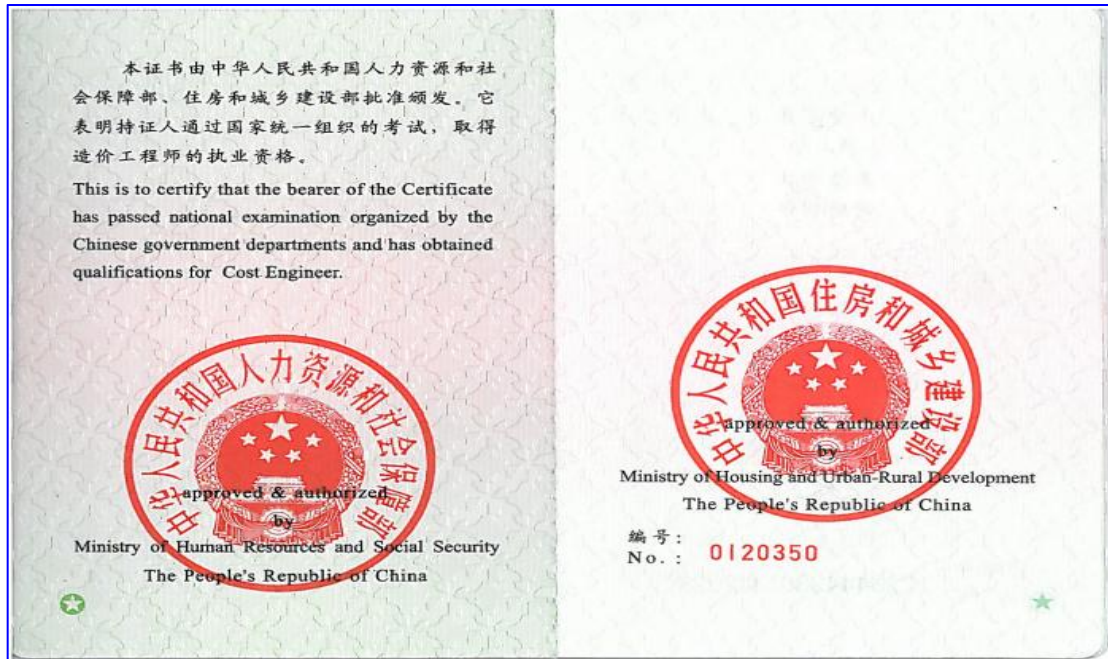 本证书由中华人民共和国人力资源和社
会保障部、住房和城乡建设部批准颁发。它
表明持证人通过国家统一组织的考试，取得
造价工程师的执业资格。
This is to certify that the bearer of the Certificate
has passed national examination organized by the
Chinese government departments and has obtained
qualifications for Cost Engineer.
中华人民共和国人力资源和社会保障部
approved & authorized
by
Ministry of Human Resources and Social Security
The People's Republic of China
中华人民共和国住房和城乡建设部
approved & authorized
by
Ministry of Housing and Urban-Rural Development
The People's Republic of China
编号：
No.： 0120350